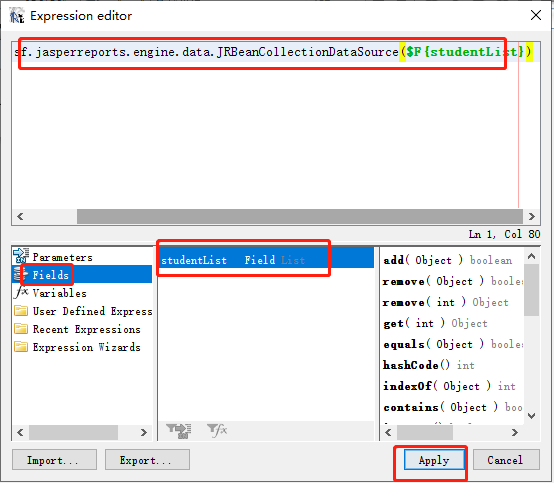 Expression editor
sf.jasperreports.engine.data.JRBeanCollectionDataSource($F{studentList})
Ln 1, Col 80
Parameters
Fields
Variables
User Defined Express
Recent Expressions
Expression Wizards
studentList Field List
add( Object ) boolean
remove( Object ) boole
remove( int ) Object
get( int ) Object
equals( Object ) boole
hashCode() int
indexOf( Object ) int
contains( Object ) boo
Import...
Export...
Apply
Cancel